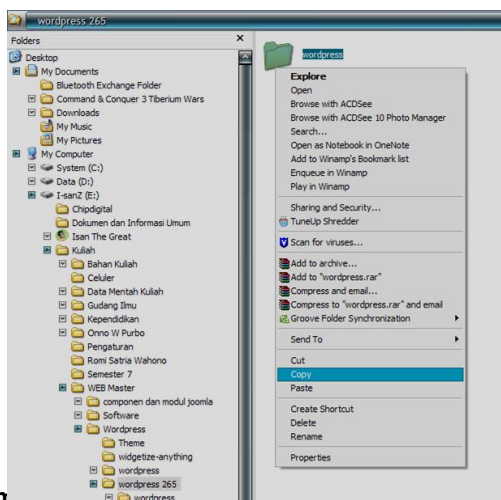 wordpress 265
Folders
Desktop
My Documents
Bluetooth Exchange Folder
Command & Conquer 3 Tiberium Wars
Downloads
My Music
My Pictures
My Computer
System (C:)
Data (D:)
I-sanZ (E:)
Chipdigital
Dokumen dan Informasi Umum
Isan The Great
Kuliah
Bahan Kuliah
Celuler
Data Mentah Kuliah
Gudang Ilmu
Kependidikan
Onno W Purbo
Pengaturan
Romi Satria Wahono
Semester 7
WEB Master
componen dan modul joomla
Software
Wordpress
Theme
widgetize-anything
wordpress
wordpress 265
wordpress
wordpress
Explore
Open
Browse with ACDSee
Browse with ACDSee 10 Photo Manager
Search...
Open as Notebook in OneNote
Add to Winamp's Bookmark list
Enqueue in Winamp
Play in Winamp
Sharing and Security...
TuneUp Shredder
Scan for viruses...
Add to archive...
Add to "wordpress.rar"
Compress and email...
Compress to "wordpress.rar" and email
Groove Folder Synchronization
Send To
Cut
Copy
Paste
Create Shortcut
Delete
Rename
Properties